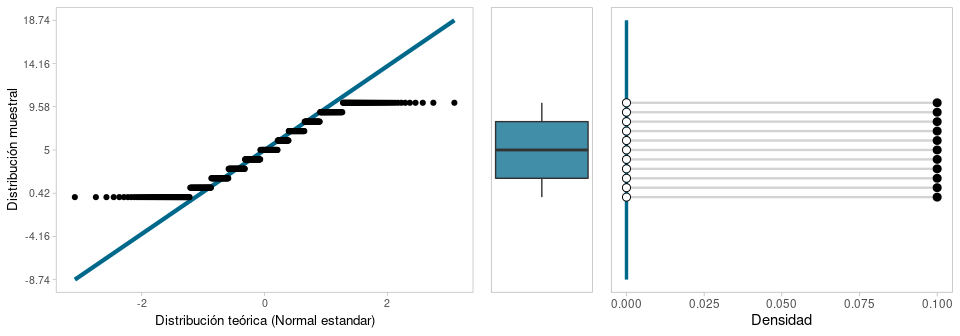 Distribución muestral
18.74
14.16
9.58
5
0.42
-4.16
-8.74
-2 0 2
Distribución teórica (Normal estandar)
0.000 0.025 0.050 0.075 0.100
Densidad